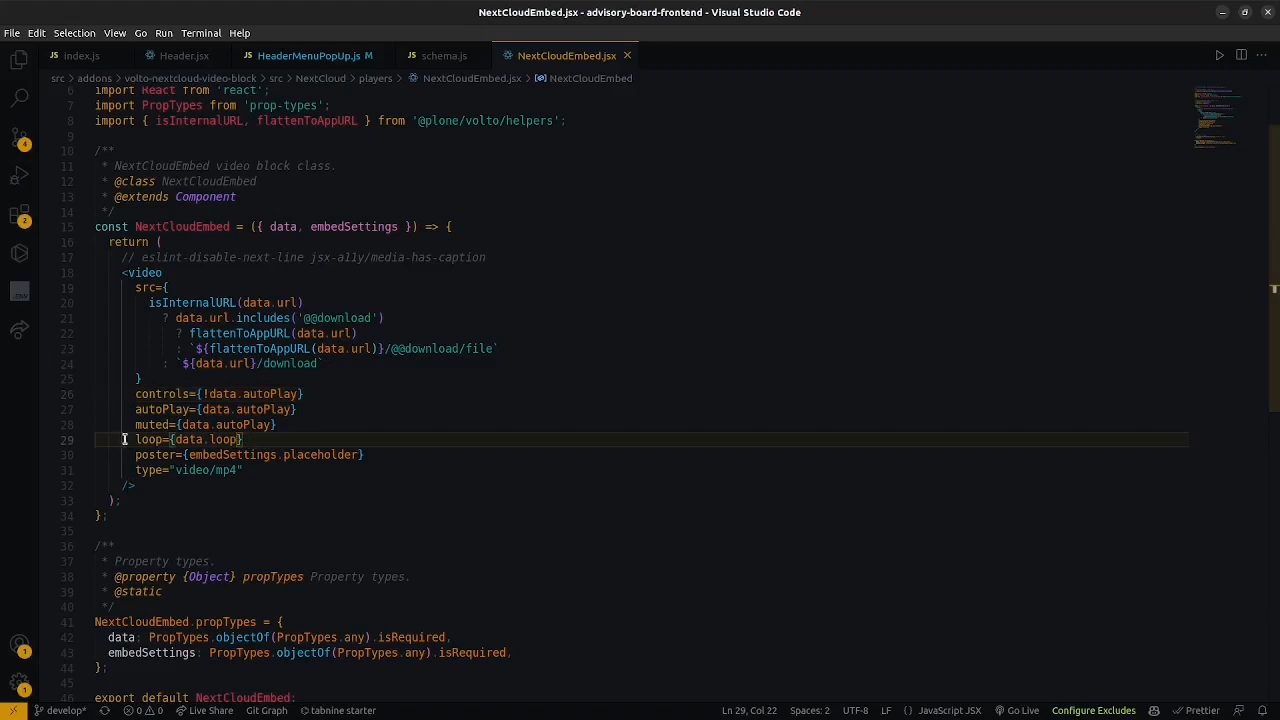 NextCloudEmbed.jsx - advisory-board-frontend - Visual Studio Code
File Edit Selection View Go Run Terminal Help
index.js Header.jsx HeaderMenuPopUp.js M schema.js NextCloudEmbed.jsx
src > addons > volto-nextcloud-video-block > src > NextCloud > players > NextCloudEmbed.jsx > NextCloudEmbed
6 import React from 'react';
7 import PropTypes from 'prop-types';
8 import { isInternalURL, flattenToAppURL } from '@plone/volto/helpers';
9
10 /**
11 * NextCloudEmbed video block class.
12 * @class NextCloudEmbed
13 * @extends Component
14 */
15 const NextCloudEmbed = ({ data, embedSettings }) => {
16 return (
17 // eslint-disable-next-line jsx-a11y/media-has-caption
18 <video
19 src={
20 isInternalURL(data.url)
21 ? data.url.includes('@@download')
22 ? flattenToAppURL(data.url)
23 : `${flattenToAppURL(data.url)}/@@download/file`
24 : `${data.url}/download`
25 }
26 controls={!data.autoPlay}
27 autoPlay={data.autoPlay}
28 muted={data.autoPlay}
29 loop={data.loop}
30 poster={embedSettings.placeholder}
31 type="video/mp4"
32 />
33 );
34 };
35
36 /**
37 * Property types.
38 * @property {Object} propTypes Property types.
39 * @static
40 */
41 NextCloudEmbed.propTypes = {
42 data: PropTypes.objectOf(PropTypes.any).isRequired,
43 embedSettings: PropTypes.objectOf(PropTypes.any).isRequired,
44 };
45
46 export default NextCloudEmbed;
develop* 0 0 Live Share Git Graph tabnine starter Ln 29, Col 22 Spaces: 2 UTF-8 LF {} JavaScript JSX Go Live Configure Excludes Prettier